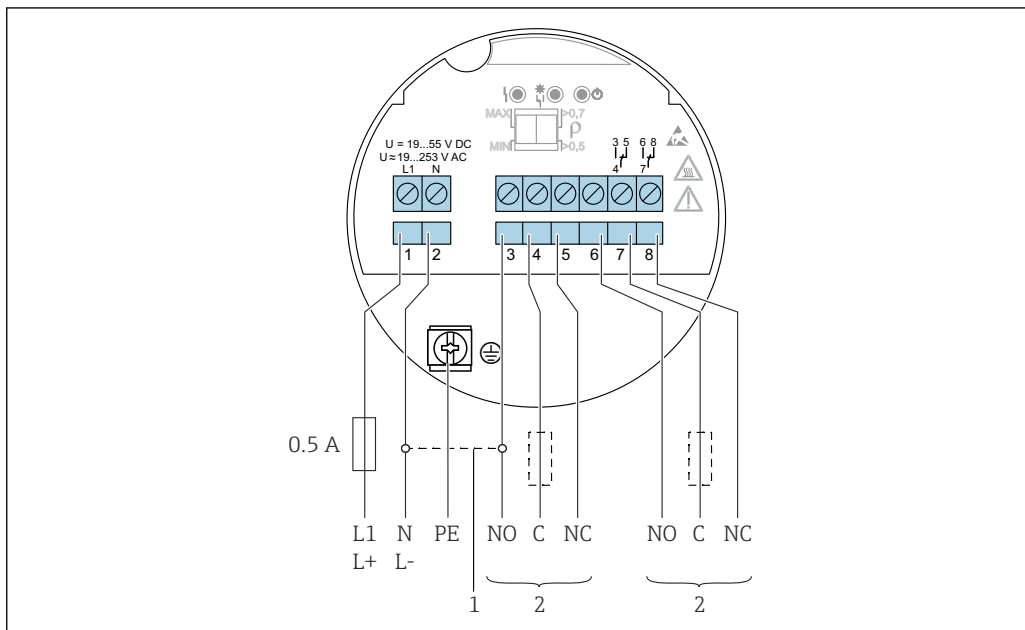 MAX >0,7
ρ
MIN >0,5
U = 19...55 V DC
U ≈ 19...253 V AC
L1 N
3 5 6 8
4 7
1 2 3 4 5 6 7 8
0.5 A
L1 N PE NO C NC NO C NC
L+ L-
1 2 2